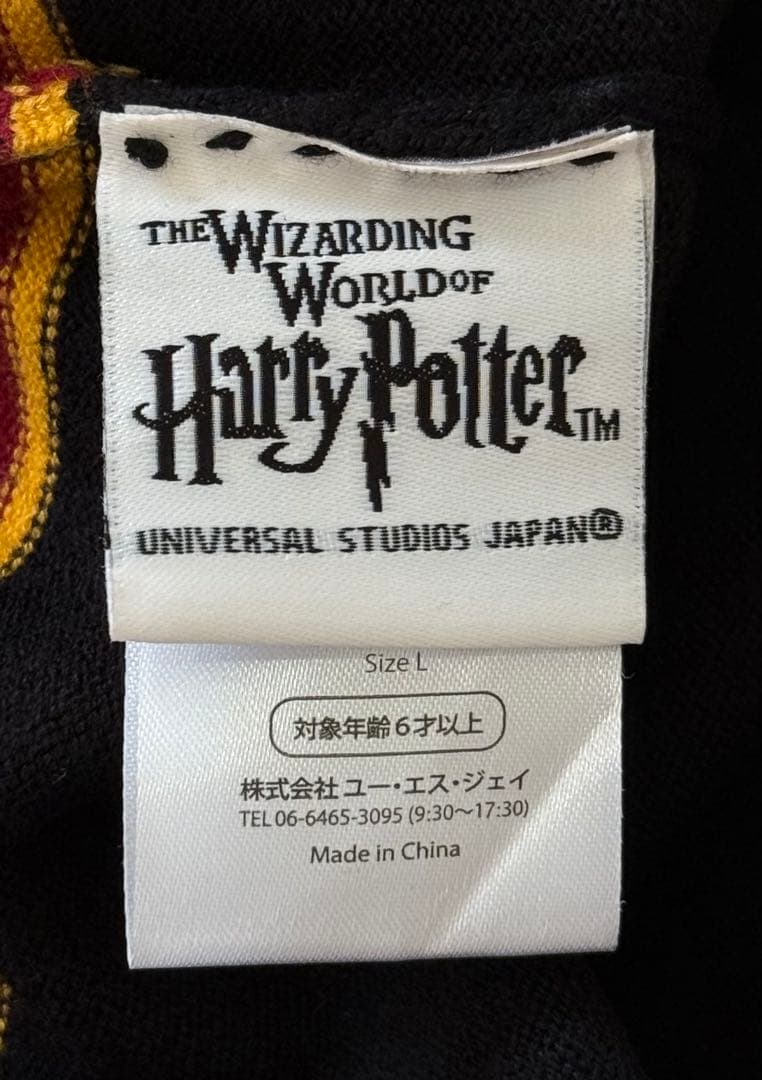 THE WIZARDING
WORLD OF
Harry Potter TM
UNIVERSAL STUDIOS JAPAN®
Size L
対象年齢6才以上
株式会社 ユー・エス・ジェイ
TEL 06-6465-3095 (9:30～17:30)
Made in China